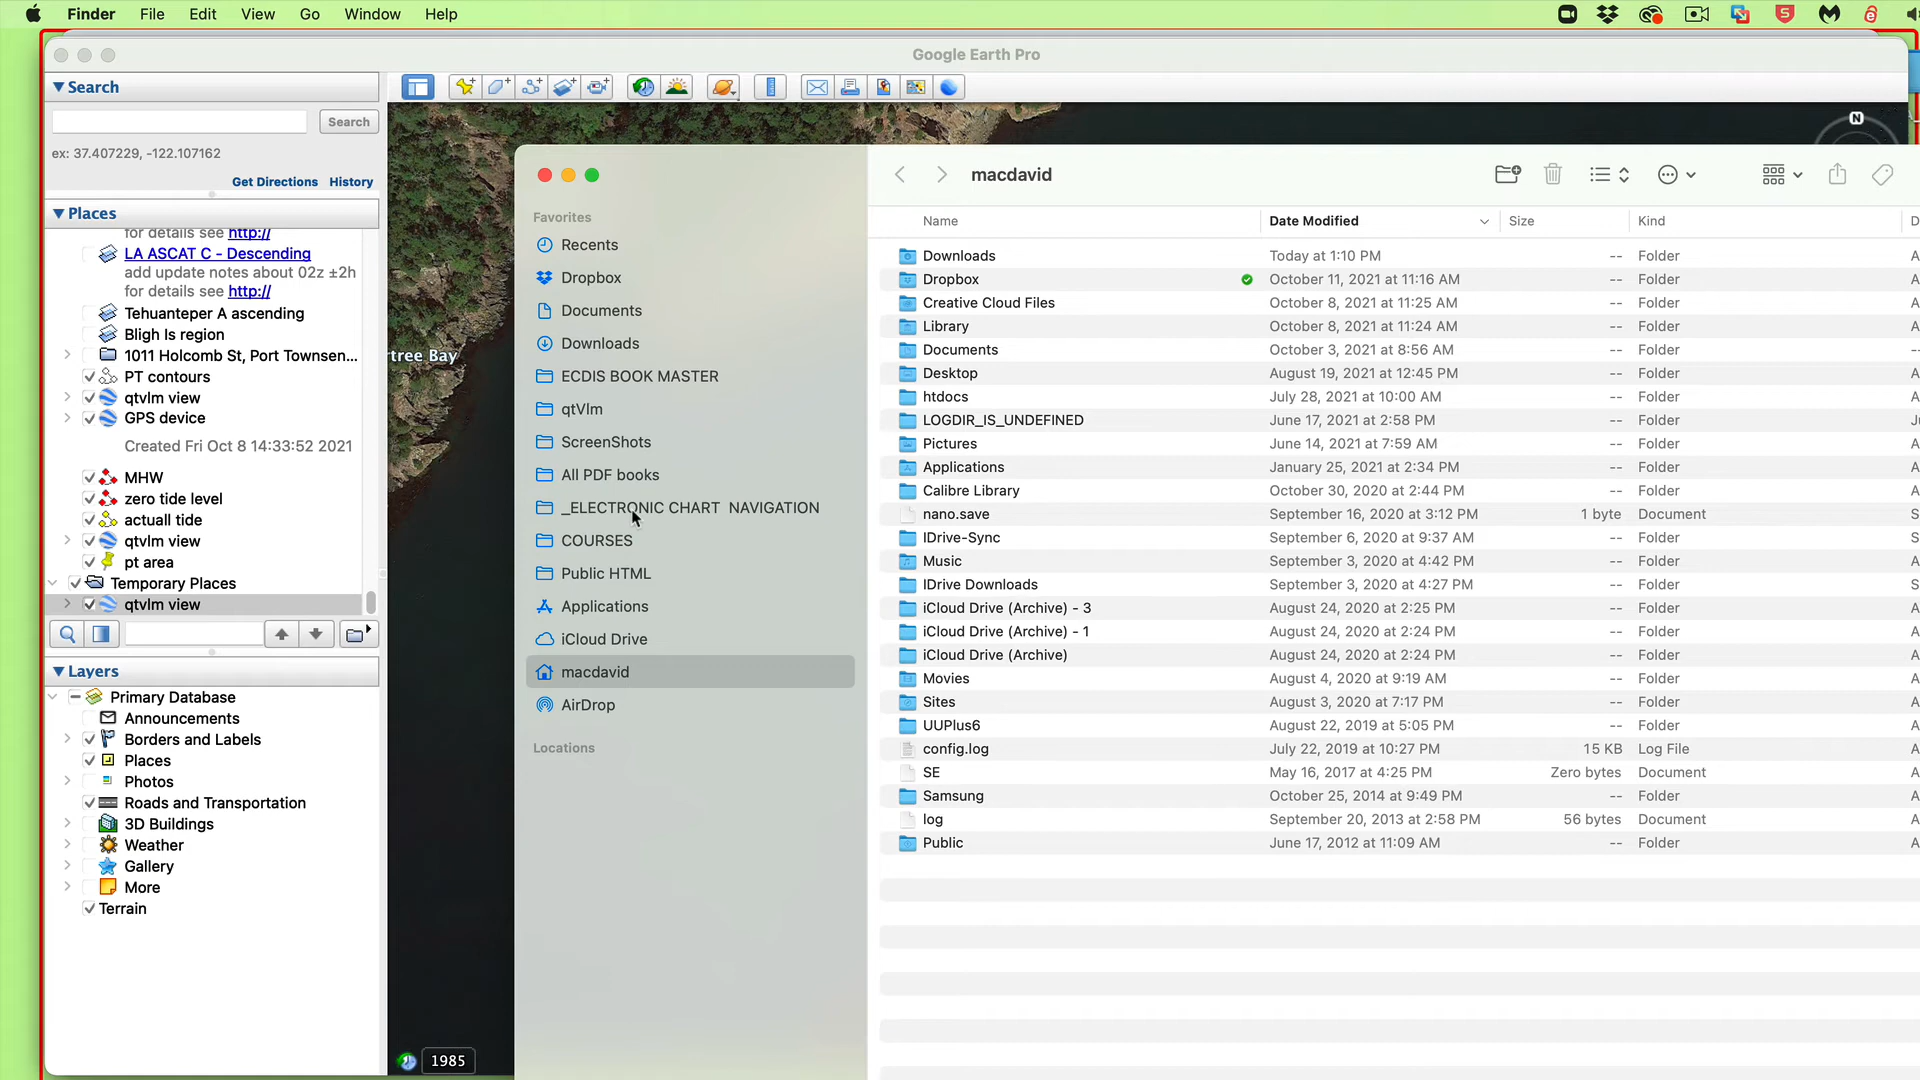 Finder File Edit View Go Window Help
Google Earth Pro
Search
Search
ex: 37.407229, -122.107162
Get Directions History
Places
for details see http://
LA ASCAT C - Descending
add update notes about 02z ±2h
for details see http://
Tehuanteper A ascending
Bligh Is region
1011 Holcomb St, Port Townsen...
PT contours
qtvlm view
GPS device
Created Fri Oct 8 14:33:52 2021
MHW
zero tide level
actuall tide
qtvlm view
pt area
Temporary Places
qtvlm view
Layers
Primary Database
Announcements
Borders and Labels
Places
Photos
Roads and Transportation
3D Buildings
Weather
Gallery
More
Terrain
tree Bay
N
1985
Favorites
Recents
Dropbox
Documents
Downloads
ECDIS BOOK MASTER
qtVlm
ScreenShots
All PDF books
_ELECTRONIC CHART NAVIGATION
COURSES
Public HTML
Applications
iCloud Drive
macdavid
AirDrop
Locations
macdavid
Name Date Modified Size Kind D
Downloads Today at 1:10 PM -- Folder A
Dropbox October 11, 2021 at 11:16 AM -- Folder A
Creative Cloud Files October 8, 2021 at 11:25 AM -- Folder A
Library October 8, 2021 at 11:24 AM -- Folder A
Documents October 3, 2021 at 8:56 AM -- Folder --
Desktop August 19, 2021 at 12:45 PM -- Folder A
htdocs July 28, 2021 at 10:00 AM -- Folder A
LOGDIR_IS_UNDEFINED June 17, 2021 at 2:58 PM -- Folder Ju
Pictures June 14, 2021 at 7:59 AM -- Folder A
Applications January 25, 2021 at 2:34 PM -- Folder A
Calibre Library October 30, 2020 at 2:44 PM -- Folder A
nano.save September 16, 2020 at 3:12 PM 1 byte Document S
IDrive-Sync September 6, 2020 at 9:37 AM -- Folder S
Music September 3, 2020 at 4:42 PM -- Folder A
IDrive Downloads September 3, 2020 at 4:27 PM -- Folder S
iCloud Drive (Archive) - 3 August 24, 2020 at 2:25 PM -- Folder A
iCloud Drive (Archive) - 1 August 24, 2020 at 2:24 PM -- Folder A
iCloud Drive (Archive) August 24, 2020 at 2:24 PM -- Folder A
Movies August 4, 2020 at 9:19 AM -- Folder A
Sites August 3, 2020 at 7:17 PM -- Folder A
UUPlus6 August 22, 2019 at 5:05 PM -- Folder A
config.log July 22, 2019 at 10:27 PM 15 KB Log File A
SE May 16, 2017 at 4:25 PM Zero bytes Document A
Samsung October 25, 2014 at 9:49 PM -- Folder A
log September 20, 2013 at 2:58 PM 56 bytes Document A
Public June 17, 2012 at 11:09 AM -- Folder A